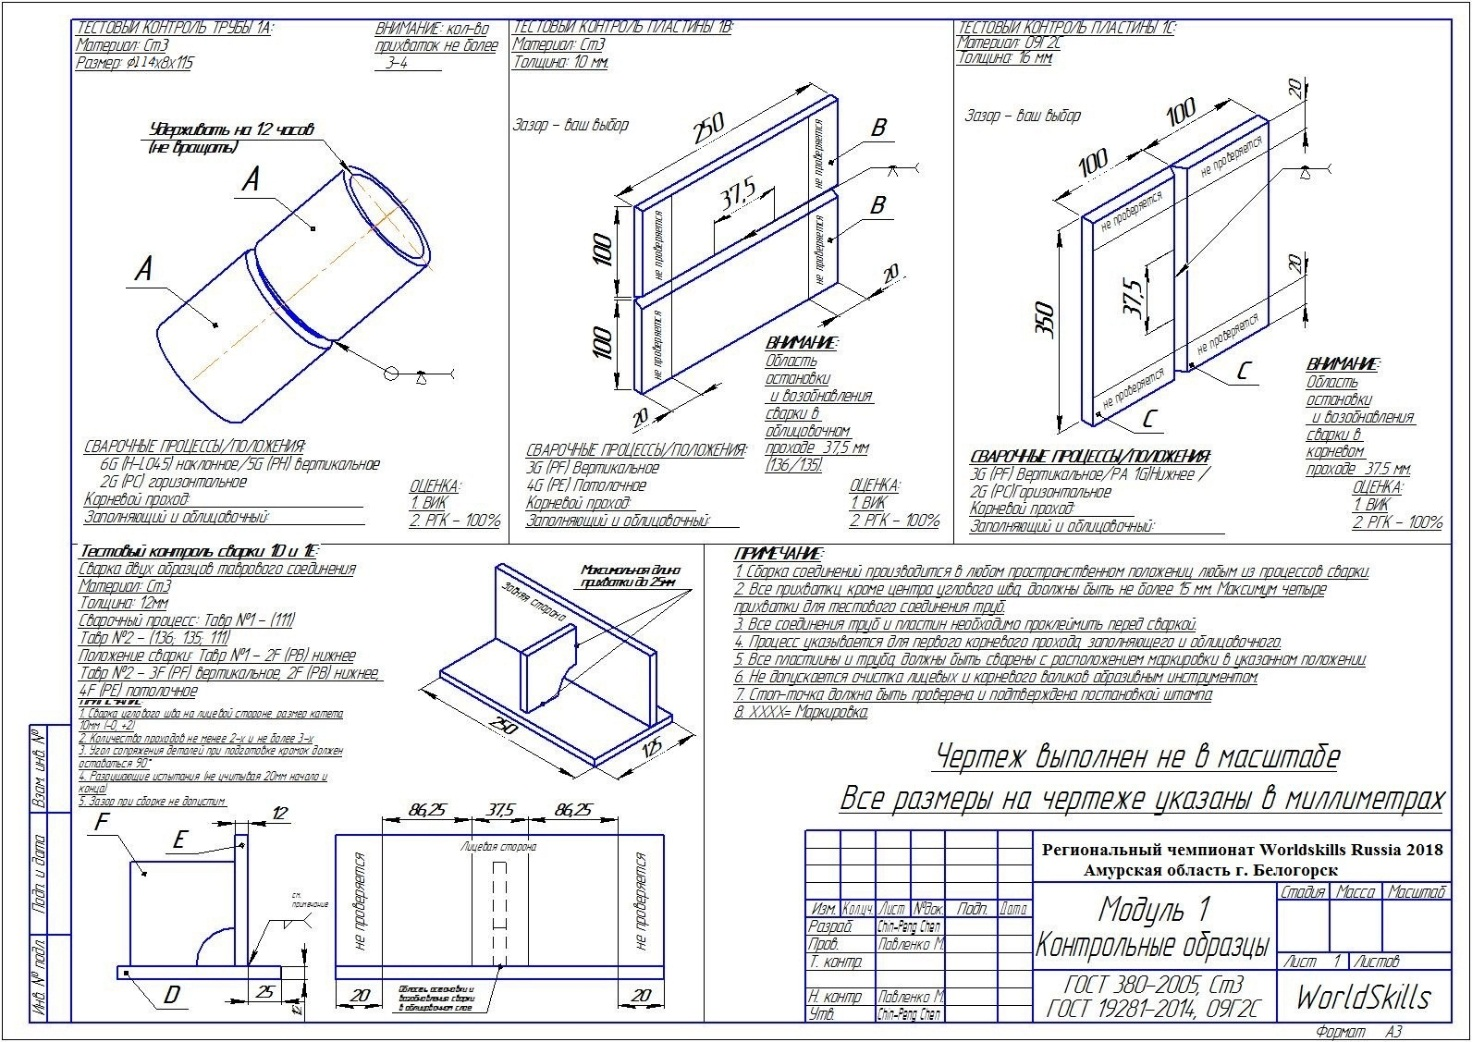 ТЕСТОВЫЙ КОНТРОЛЬ ТРУБЫ 1А:
Материал: Ст3
Размер: ф114х8х115
ВНИМАНИЕ: кол-во
прихваток не более
3-4
Удерживать на 12 часов
(не вращать)
А
А
СВАРОЧНЫЕ ПРОЦЕССЫ/ПОЛОЖЕНИЯ:
6G (H-L045) наклонное/5G (PH) вертикальное
2G (PC) горизонтальное
Корневой проход:
Заполняющий и облицовочный:
ОЦЕНКА:
1. ВИК
2. РГК - 100%
ТЕСТОВЫЙ КОНТРОЛЬ ПЛАСТИНЫ 1В:
Материал: Ст3
Толщина: 10 мм.
Зазор - ваш выбор
250
37,5
100
100
20
20
не проверяется
не проверяется
не проверяется
не проверяется
В
В
ВНИМАНИЕ:
Область
остановки
и возобнавления
сварки в
облицовочном
проходе 37,5 мм
(136/135).
СВАРОЧНЫЕ ПРОЦЕССЫ/ПОЛОЖЕНИЯ:
3G (PF) Вертикальное
4G (PE) Потолочное
Корневой проход:
Заполняющий и облицовочный:
ОЦЕНКА:
1. ВИК
2. РГК - 100%
ТЕСТОВЫЙ КОНТРОЛЬ ПЛАСТИНЫ 1С:
Материал: 09Г2С
Толщина: 16 мм.
Зазор - ваш выбор
100
100
20
20
350
37,5
не проверяется
не проверяется
не проверяется
не проверяется
С
С
ВНИМАНИЕ:
Область
остановки
и возобнавления
сварки в
корневом
проходе 37.5 мм.
СВАРОЧНЫЕ ПРОЦЕССЫ/ПОЛОЖЕНИЯ:
3G (PF) Вертикальное/PA 1G)Нижнее /
2G (PC)Горизонтальное
Корневой проход:
Заполняющий и облицовочный:
ОЦЕНКА:
1. ВИК
2. РГК - 100%
Тестовый контроль сварки 1D и 1Е:
Сварка двух образцов таврового соединения
Материал: Ст3
Толщина: 12мм
Сварочный процесс: Тавр №1 - (111)
Тавр №2 - (136, 135, 111)
Положение сварки: Тавр №1 - 2F (PB) нижнее
Тавр №2 - 3F (PF) вертикальное, 2F (PB) нижнее,
4F (PE) потолочное
1. Сварка углового шва на лицевой стороне, размер катета
10мм (-0, +2)
2. Количество проходов не менее 2-х и не более 3-х
3. Угол сопряжения деталей при подготовке кромок должен
оставаться 90°
4. Разрушающие испытания (не учитывая 20мм начала и
конца)
5. Зазор при сборке не допустим
Максимальная длина
прихватки до 25мм
Задняя сторона
250
125
F
E
D
12
25
12
см.
примечание
86,25
37,5
86,25
Лицевая сторона
не проверяется
не проверяется
20
20
Область остановки и
возобнавления сварки
в облицовочном слое
ПРИМЕЧАНИЕ:
1. Сборка соединений производится в любом пространственном положениц, любым из процессов сварки.
2. Все прихватки, кроме центра углового шва, доолжны быть не более 15 мм. Максимум четыре
прихватки для тестового соединения труб.
3. Все соединения труб и пластин необходимо проклеймить перед сваркой.
4. Процесс указывается для первого корневого прохода, заполняющего и облицовочного.
5. Все пластиины и труба, должны быть сварены с расположением маркировки в указанном положении.
6. Не допускается очистка лицевых и корневого валиков абразивным инструментом.
7. Стоп-точка должна быть проверена и подтверждена постановкой штампа.
8. ХХХХ= Маркировка.
Чертеж выполнен не в масштабе
Все размеры на чертеже указаны в миллиметрах
Взам. инв. №
Подп. и дата
Инв. № подл.
Региональный чемпионат Worldskills Russia 2018
Амурская область г. Белогорск
Изм. Кол.уч. Лист №док. Подп. Дата
Разраб. Chin-Peng Chen
Пров. Павленко М.
Т. контр.
Н. контр Павленко М.
Утв. Chin-Peng Chen
Модуль 1
Контрольные образцы
Стадия Масса Масштаб
Лист 1 Листов
ГОСТ 380-2005, Ст3
ГОСТ 19281-2014, 09Г2С
WorldSkills
Формат А3